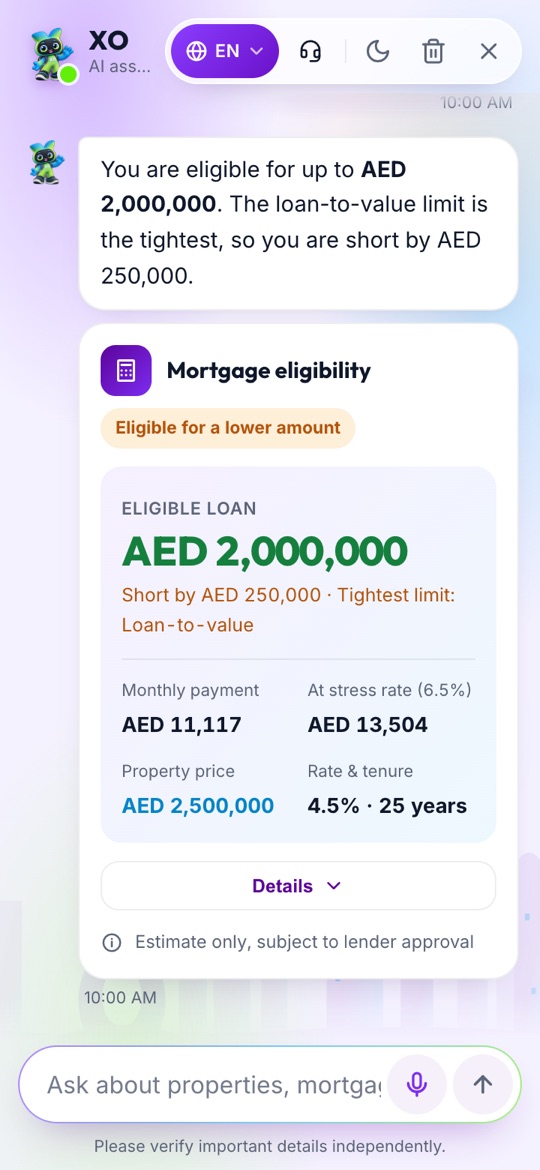 XO
AI ass...
EN
10:00 AM
You are eligible for up to AED
2,000,000. The loan-to-value limit is
the tightest, so you are short by AED
250,000.
Mortgage eligibility
Eligible for a lower amount
ELIGIBLE LOAN
AED 2,000,000
Short by AED 250,000 · Tightest limit:
Loan-to-value
Monthly payment
At stress rate (6.5%)
AED 11,117
AED 13,504
Property price
Rate & tenure
AED 2,500,000
4.5% · 25 years
Details
Estimate only, subject to lender approval
10:00 AM
Ask about properties, mortga
Please verify important details independently.